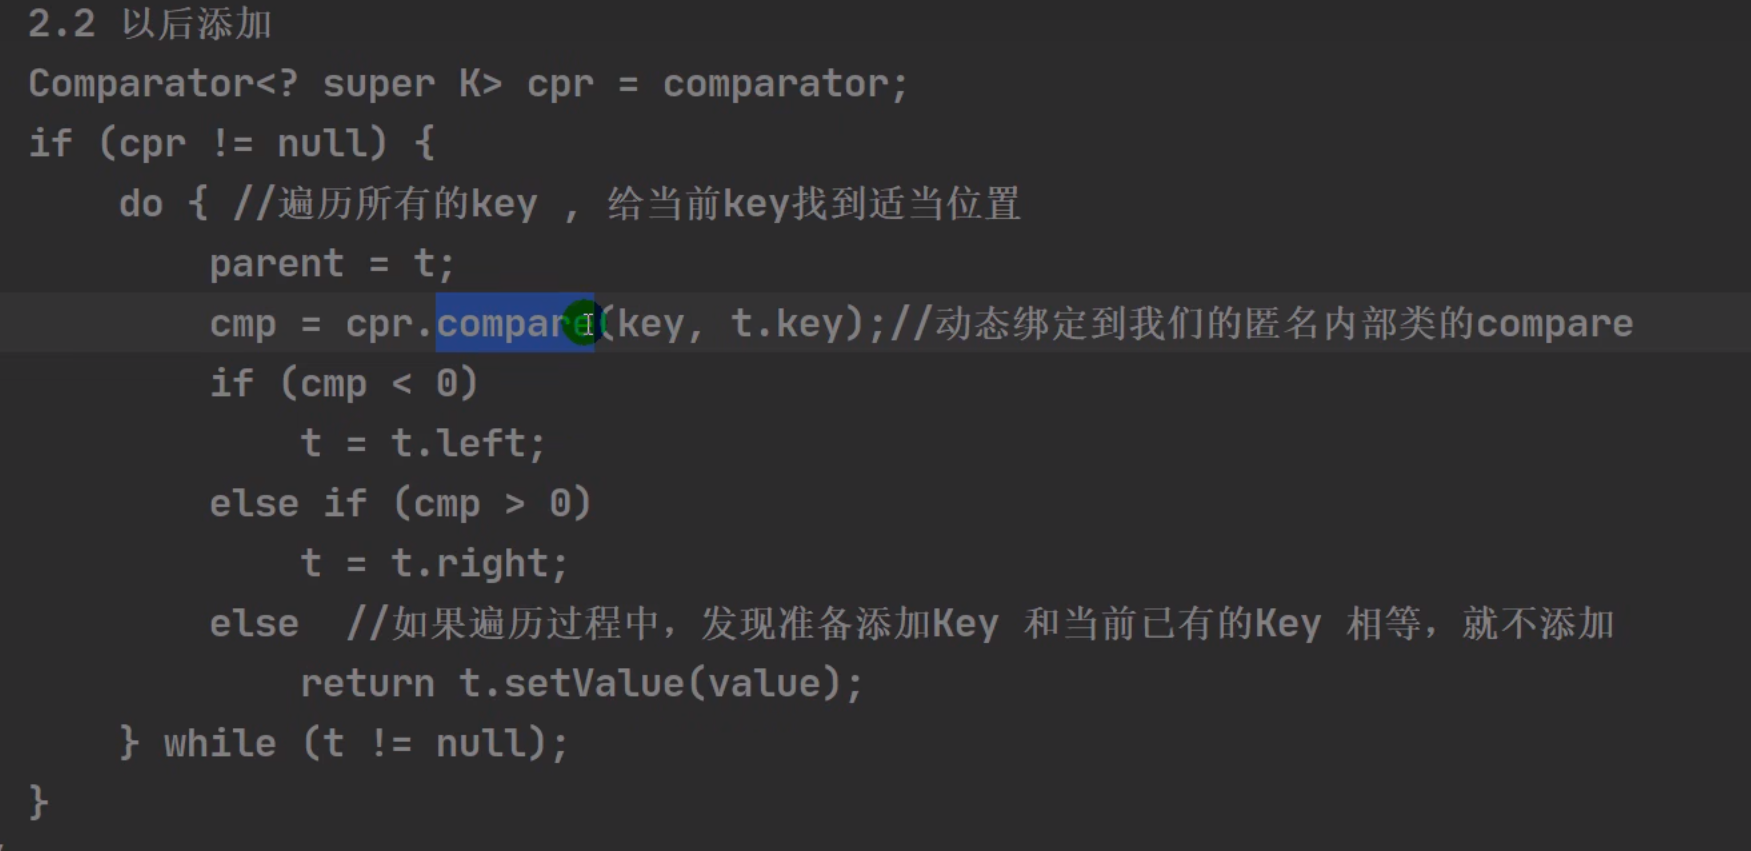 2.2 以后添加
Comparator<? super K> cpr = comparator;
if (cpr != null) {
do { //遍历所有的key , 给当前key找到适当位置
parent = t;
cmp = cpr.compare(key, t.key);//动态绑定到我们的匿名内部类的compare
if (cmp < 0)
t = t.left;
else if (cmp > 0)
t = t.right;
else  //如果遍历过程中，发现准备添加Key 和当前已有的Key 相等，就不添加
return t.setValue(value);
} while (t != null);
}